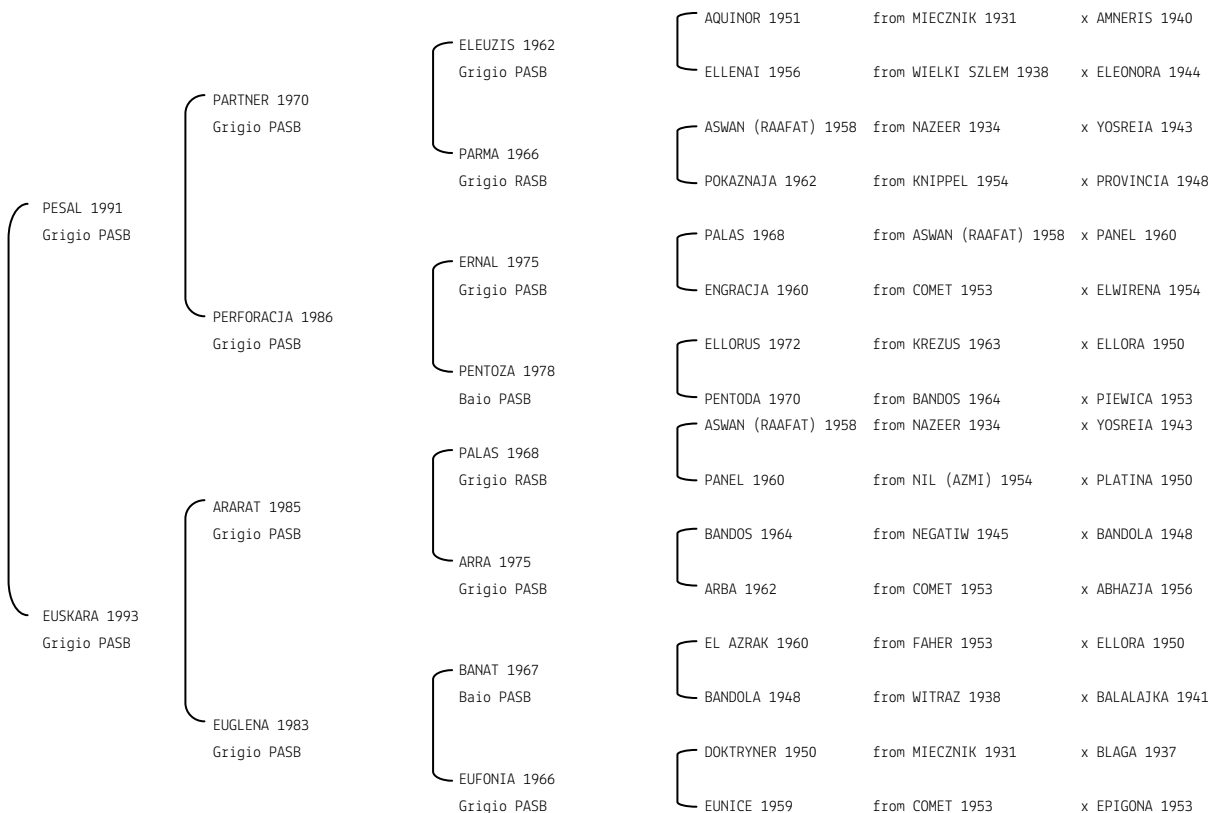 AQUINOR 1951 from MIECZNIK 1931 x AMNERIS 1940
ELEUZIS 1962
Grigio PASB
ELLENAI 1956 from WIELKI SZLEM 1938 x ELEONORA 1944
PARTNER 1970
Grigio PASB
ASWAN (RAAFAT) 1958 from NAZEER 1934 x YOSREIA 1943
PARMA 1966
Grigio RASB
POKAZNAJA 1962 from KNIPPEL 1954 x PROVINCIA 1948
PESAL 1991
Grigio PASB
PALAS 1968 from ASWAN (RAAFAT) 1958 x PANEL 1960
ERNAL 1975
Grigio PASB
ENGRACJA 1960 from COMET 1953 x ELWIRENA 1954
PERFORACJA 1986
Grigio PASB
ELLORUS 1972 from KREZUS 1963 x ELLORA 1950
PENTOZA 1978
Baio PASB
PENTODA 1970 from BANDOS 1964 x PIEWICA 1953
ASWAN (RAAFAT) 1958 from NAZEER 1934 x YOSREIA 1943
PALAS 1968
Grigio RASB
PANEL 1960 from NIL (AZMI) 1954 x PLATINA 1950
ARARAT 1985
Grigio PASB
BANDOS 1964 from NEGATIW 1945 x BANDOLA 1948
ARRA 1975
Grigio PASB
ARBA 1962 from COMET 1953 x ABHAZJA 1956
EUSKARA 1993
Grigio PASB
EL AZRAK 1960 from FAHER 1953 x ELLORA 1950
BANAT 1967
Baio PASB
BANDOLA 1948 from WITRAZ 1938 x BALALAJKA 1941
EUGLENA 1983
Grigio PASB
DOKTRYNER 1950 from MIECZNIK 1931 x BLAGA 1937
EUFONIA 1966
Grigio PASB
EUNICE 1959 from COMET 1953 x EPIGONA 1953